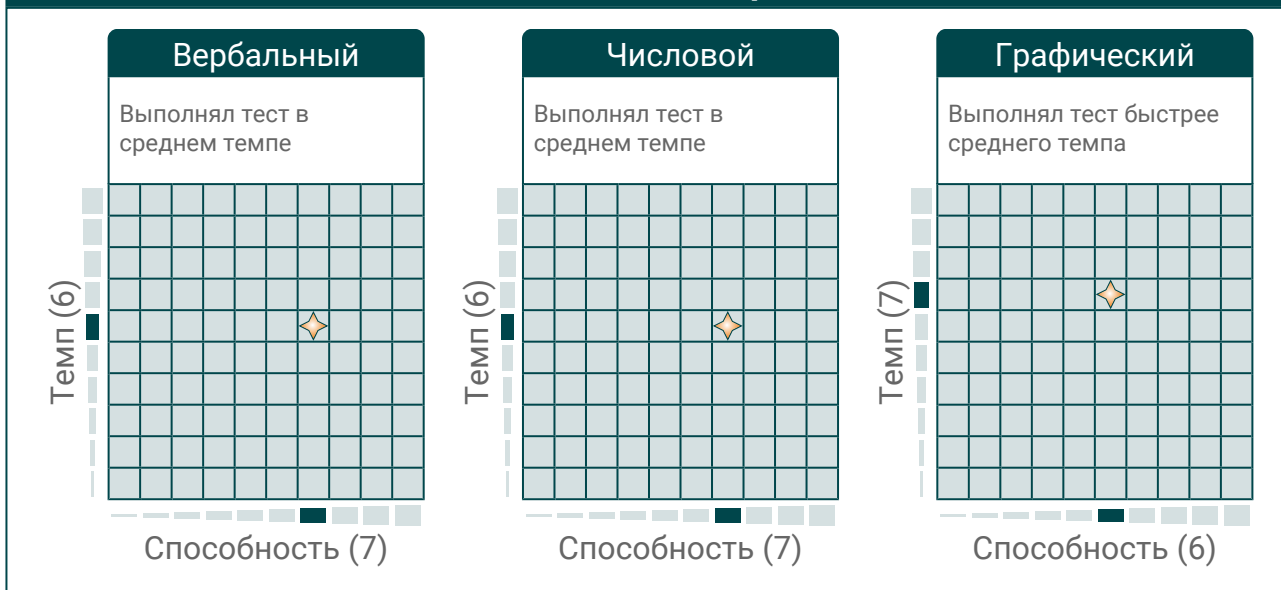 Вербальный
Выполнял тест в
среднем темпе
Темп (6)
Способность (7)
Числовой
Выполнял тест в
среднем темпе
Темп (6)
Способность (7)
Графический
Выполнял тест быстрее
среднего темпа
Темп (7)
Способность (6)